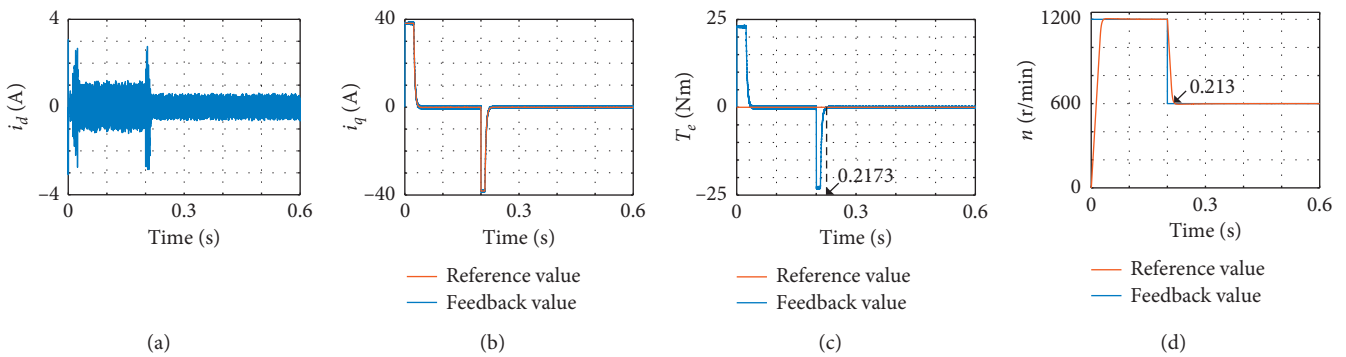 4
0
−4
i_d (A)
0
0.3
0.6
Time (s)
(a)
40
0
−40
i_q (A)
0
0.3
0.6
Time (s)
Reference value
Feedback value
(b)
25
0
−25
T_e (Nm)
0.2173
0
0.3
0.6
Time (s)
Reference value
Feedback value
(c)
1200
600
0
n (r/min)
0.213
0
0.3
0.6
Time (s)
Reference value
Feedback value
(d)